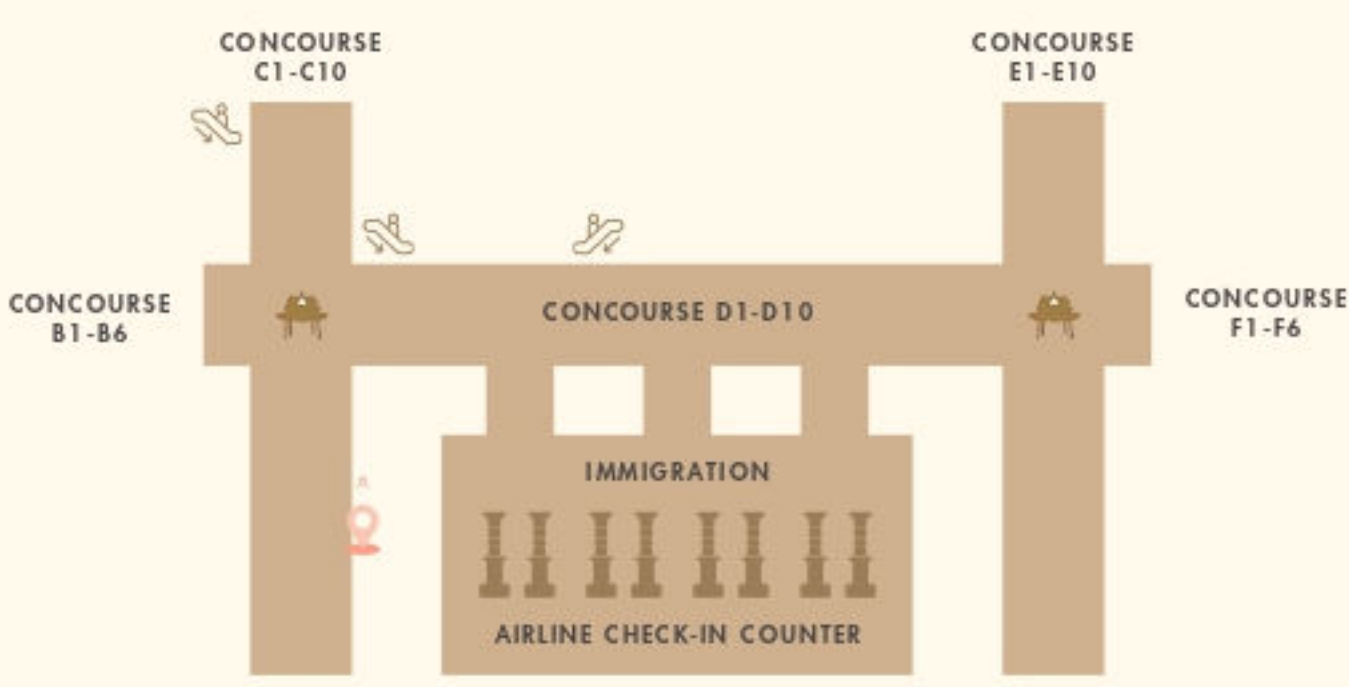 CONCOURSE
C1-C10
CONCOURSE
E1-E10
CONCOURSE
B1-B6
CONCOURSE D1-D10
CONCOURSE
F1-F6
IMMIGRATION
AIRLINE CHECK-IN COUNTER